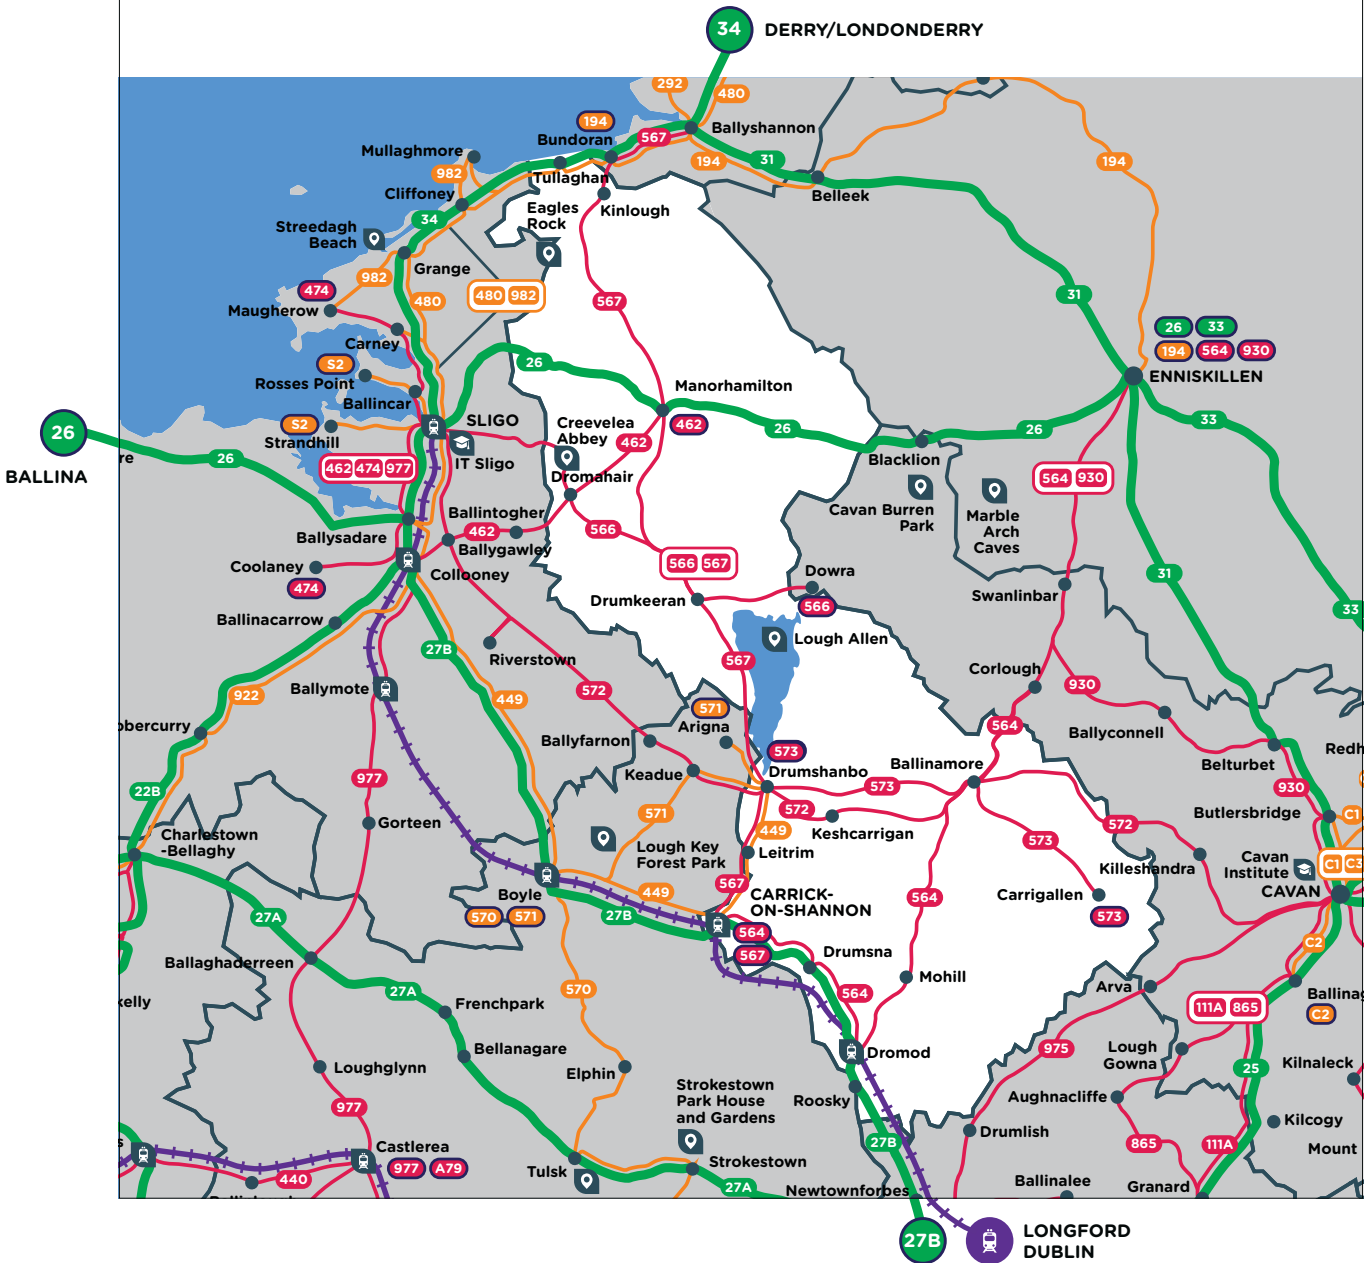 34
DERRY/LONDONDERRY
292
480
194
Bundoran
567
Ballyshannon
Mullaghmore
194
31
194
982
Tullaghan
Cliffoney
Belleek
Eagles
Rock
Kinlough
34
Streedagh
Beach
Grange
982
480
480 982
474
Maugherow
567
31
26 33
194 564 930
ENNISKILLEN
Carney
S2
Rosses Point
26
Manorhamilton
Ballincar
33
S2
Strandhill
SLIGO
Creevelea
Abbey
462
462
26
26
26
BALLINA
re
26
IT Sligo
462 474 977
Blacklion
564 930
Dromahair
Cavan Burren
Park
Marble
Arch
Caves
Ballintogher
462
566
Ballysadare
Ballygawley
Coolaney
474
Collooney
566 567
Dowra
566
31
Swanlinbar
Drumkeeran
33
Ballinacarrow
27B
Lough Allen
Riverstown
567
Corlough
930
Ballymote
922
449
572
571
Arigna
564
Ballyconnell
bbercurry
Ballyfarnon
573
Redh
Belturbet
Keadue
Drumshanbo
Ballinamore
977
573
930
22B
572
571
Butlersbridge
C1
Gorteen
449
Keshcarrigan
572
573
Charlestown
-Bellaghy
Lough Key
Forest Park
Leitrim
Killeshandra
Cavan
Institute
C1 C3
567
449
CARRICK-
ON-SHANNON
564
Carrigallen
573
CAVAN
Boyle
570 571
27B
27A
564
567
C2
Drumsna
Ballaghaderreen
Mohill
27A
570
564
Arva
kelly
Frenchpark
Ballinag
C2
111A 865
Bellanagare
Dromod
975
Lough
Gowna
Loughglynn
Elphin
25
Kilnaleck
Strokestown
Park House
and Gardens
Roosky
Aughnacliffe
977
Kilcogy
Drumlish
27B
865
111A
Mount
s
Castlerea
977 A79
440
Tulsk
Strokestown
27A
Newtownforbes
Ballinalee
Granard
27B
LONGFORD
DUBLIN